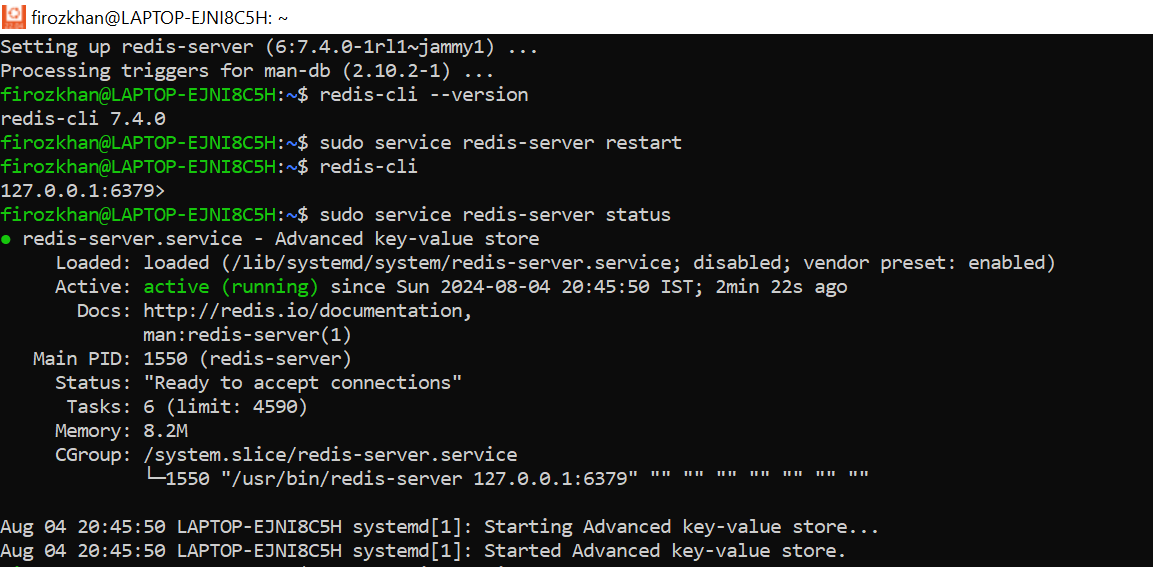 firozkhan@LAPTOP-EJNI8C5H: ~
Setting up redis-server (6:7.4.0-1rl1~jammy1) ...
Processing triggers for man-db (2.10.2-1) ...
firozkhan@LAPTOP-EJNI8C5H:~$ redis-cli --version
redis-cli 7.4.0
firozkhan@LAPTOP-EJNI8C5H:~$ sudo service redis-server restart
firozkhan@LAPTOP-EJNI8C5H:~$ redis-cli
127.0.0.1:6379>
firozkhan@LAPTOP-EJNI8C5H:~$ sudo service redis-server status
● redis-server.service - Advanced key-value store
     Loaded: loaded (/lib/systemd/system/redis-server.service; disabled; vendor preset: enabled)
     Active: active (running) since Sun 2024-08-04 20:45:50 IST; 2min 22s ago
       Docs: http://redis.io/documentation,
             man:redis-server(1)
   Main PID: 1550 (redis-server)
     Status: "Ready to accept connections"
      Tasks: 6 (limit: 4590)
     Memory: 8.2M
     CGroup: /system.slice/redis-server.service
             └─1550 "/usr/bin/redis-server 127.0.0.1:6379" "" "" "" "" "" "" ""
Aug 04 20:45:50 LAPTOP-EJNI8C5H systemd[1]: Starting Advanced key-value store...
Aug 04 20:45:50 LAPTOP-EJNI8C5H systemd[1]: Started Advanced key-value store.